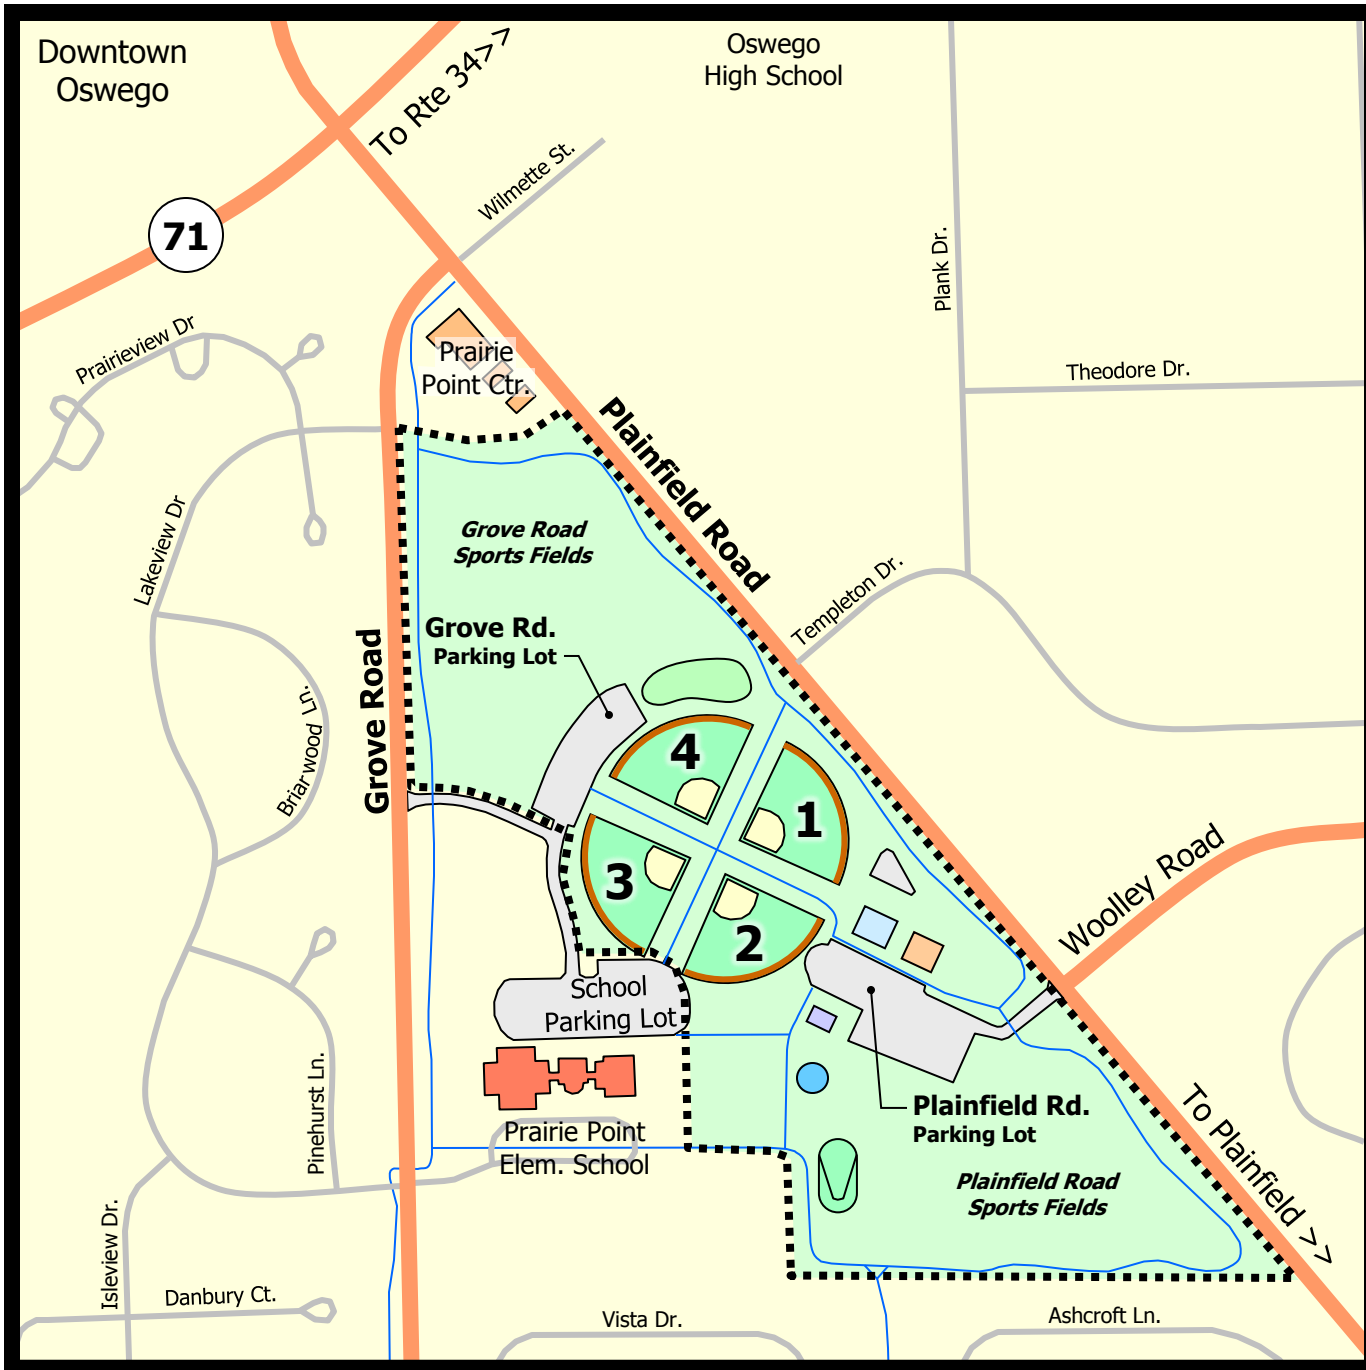 Downtown
Oswego
To Rte 34>>
Oswego
High School
Wilmette St.
71
Plank Dr.
Prairieview Dr
Prairie
Point Ctr.
Theodore Dr.
Plainfield Road
Lakeview Dr
Grove Road
Sports Fields
Templeton Dr.
Grove Rd.
Parking Lot
Grove Road
Briarwood Ln.
4
1
3
2
Woolley Road
School
Parking Lot
Pinehurst Ln.
Plainfield Rd.
Parking Lot
To Plainfield >>
Prairie Point
Elem. School
Plainfield Road
Sports Fields
Isleview Dr.
Danbury Ct.
Vista Dr.
Ashcroft Ln.